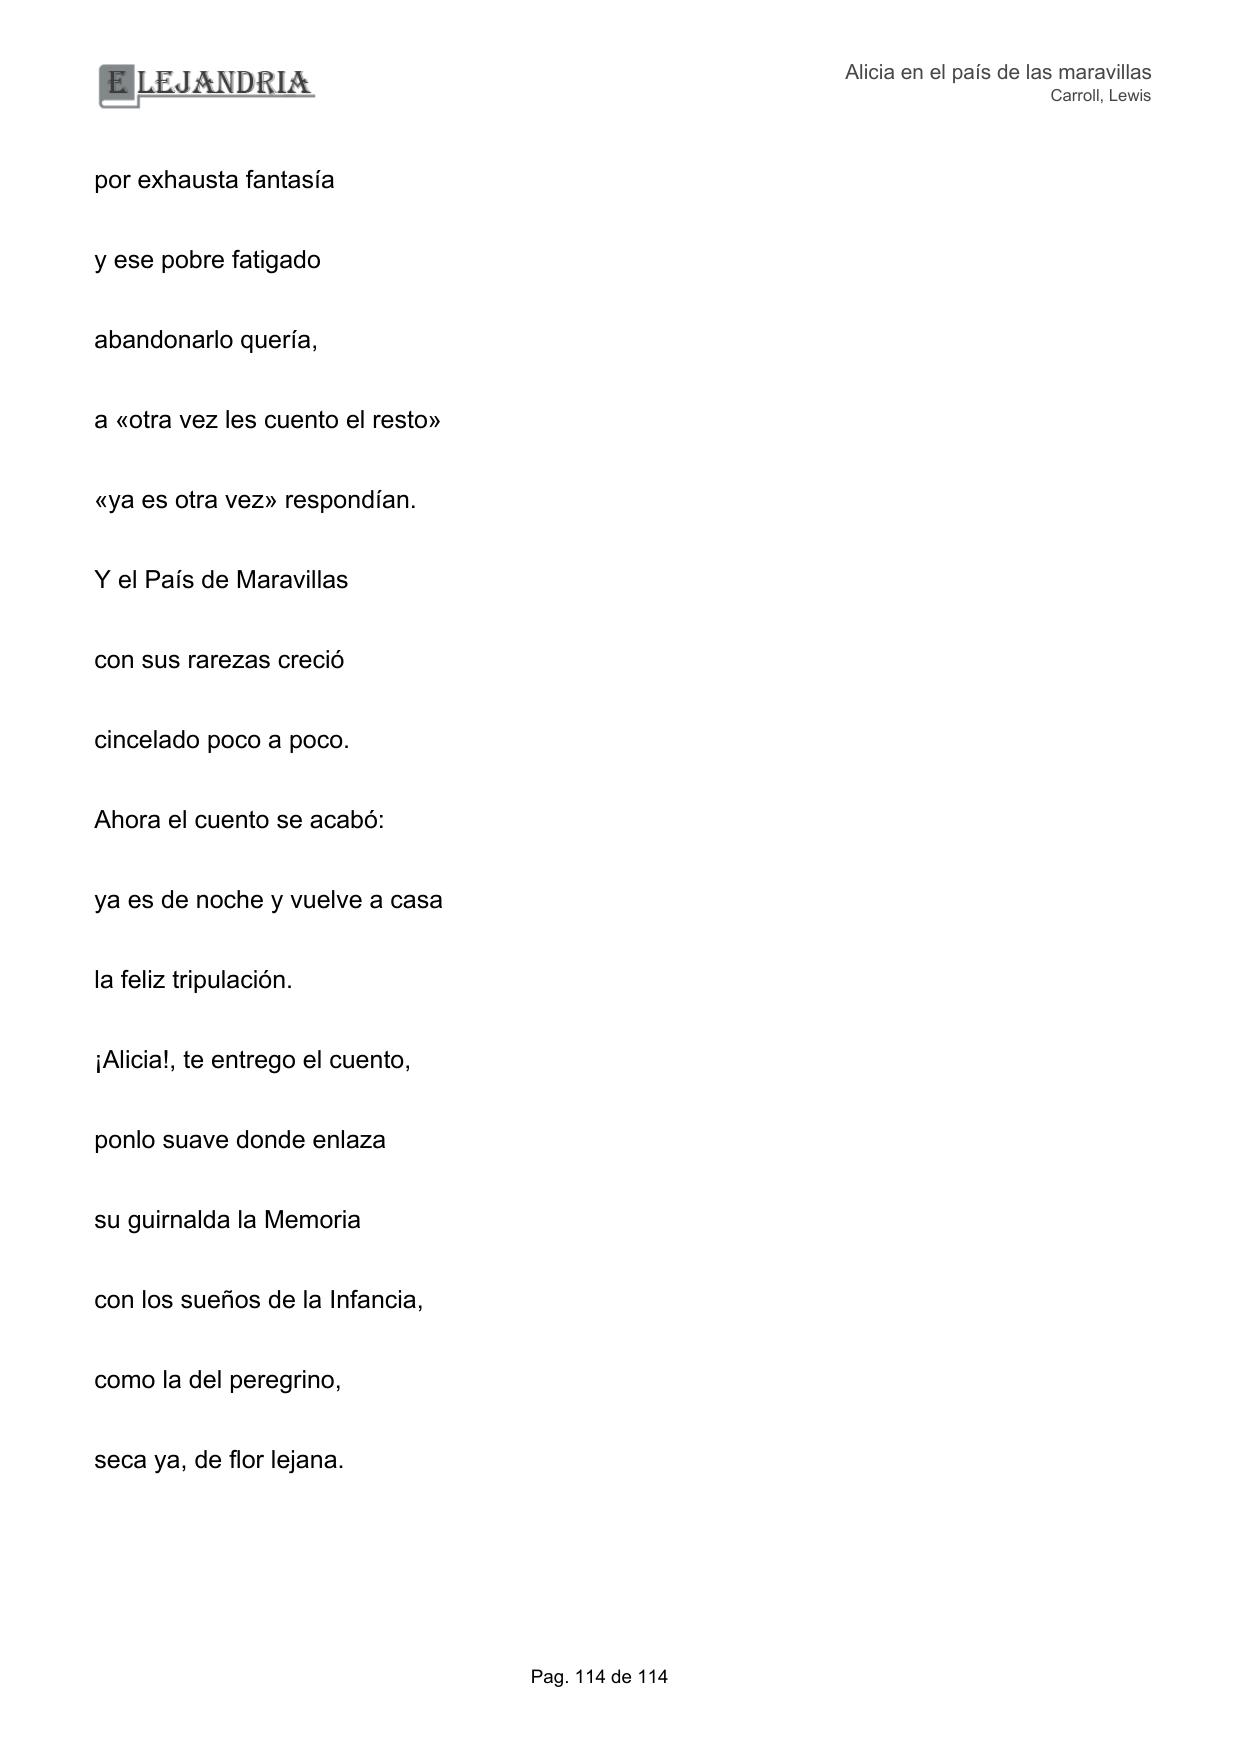 ELEJANDRIA
Alicia en el país de las maravillas
Carroll, Lewis
por exhausta fantasía
y ese pobre fatigado
abandonarlo quería,
a «otra vez les cuento el resto»
«ya es otra vez» respondían.
Y el País de Maravillas
con sus rarezas creció
cincelado poco a poco.
Ahora el cuento se acabó:
ya es de noche y vuelve a casa
la feliz tripulación.
¡Alicia!, te entrego el cuento,
ponlo suave donde enlaza
su guirnalda la Memoria
con los sueños de la Infancia,
como la del peregrino,
seca ya, de flor lejana.
Pag. 114 de 114